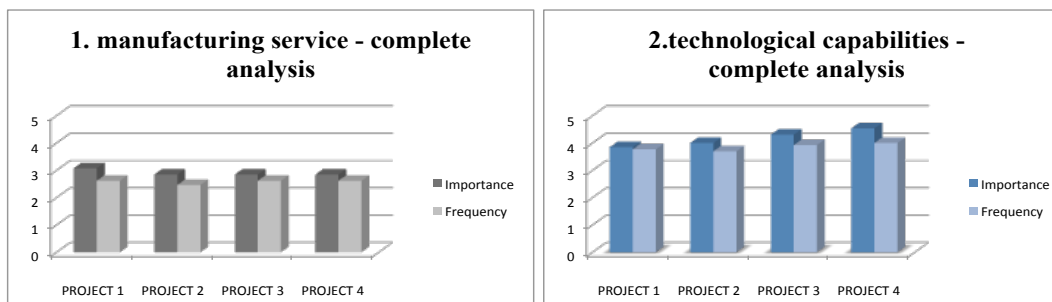 1. manufacturing service - complete
analysis
5
4
3
2
1
0
PROJECT 1 PROJECT 2 PROJECT 3 PROJECT 4
Importance
Frequency
2.technological capabilities -
complete analysis
5
4
3
2
1
0
PROJECT 1 PROJECT 2 PROJECT 3 PROJECT 4
Importance
Frequency